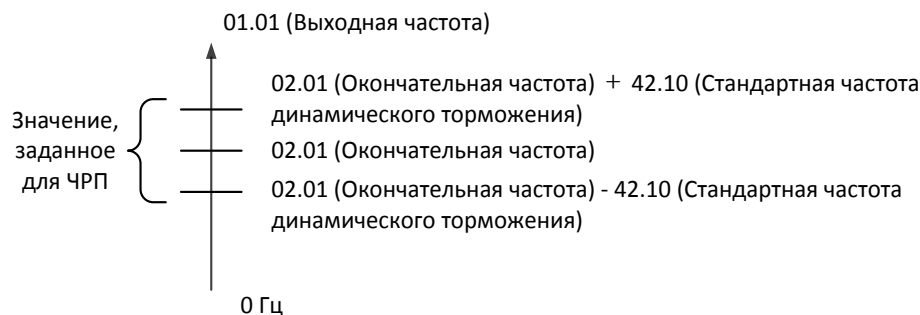 01.01 (Выходная частота)
02.01 (Окончательная частота) + 42.10 (Стандартная частота
динамического торможения)
Значение,
заданное
для ЧРП
02.01 (Окончательная частота)
02.01 (Окончательная частота) - 42.10 (Стандартная частота
динамического торможения)
0 Гц